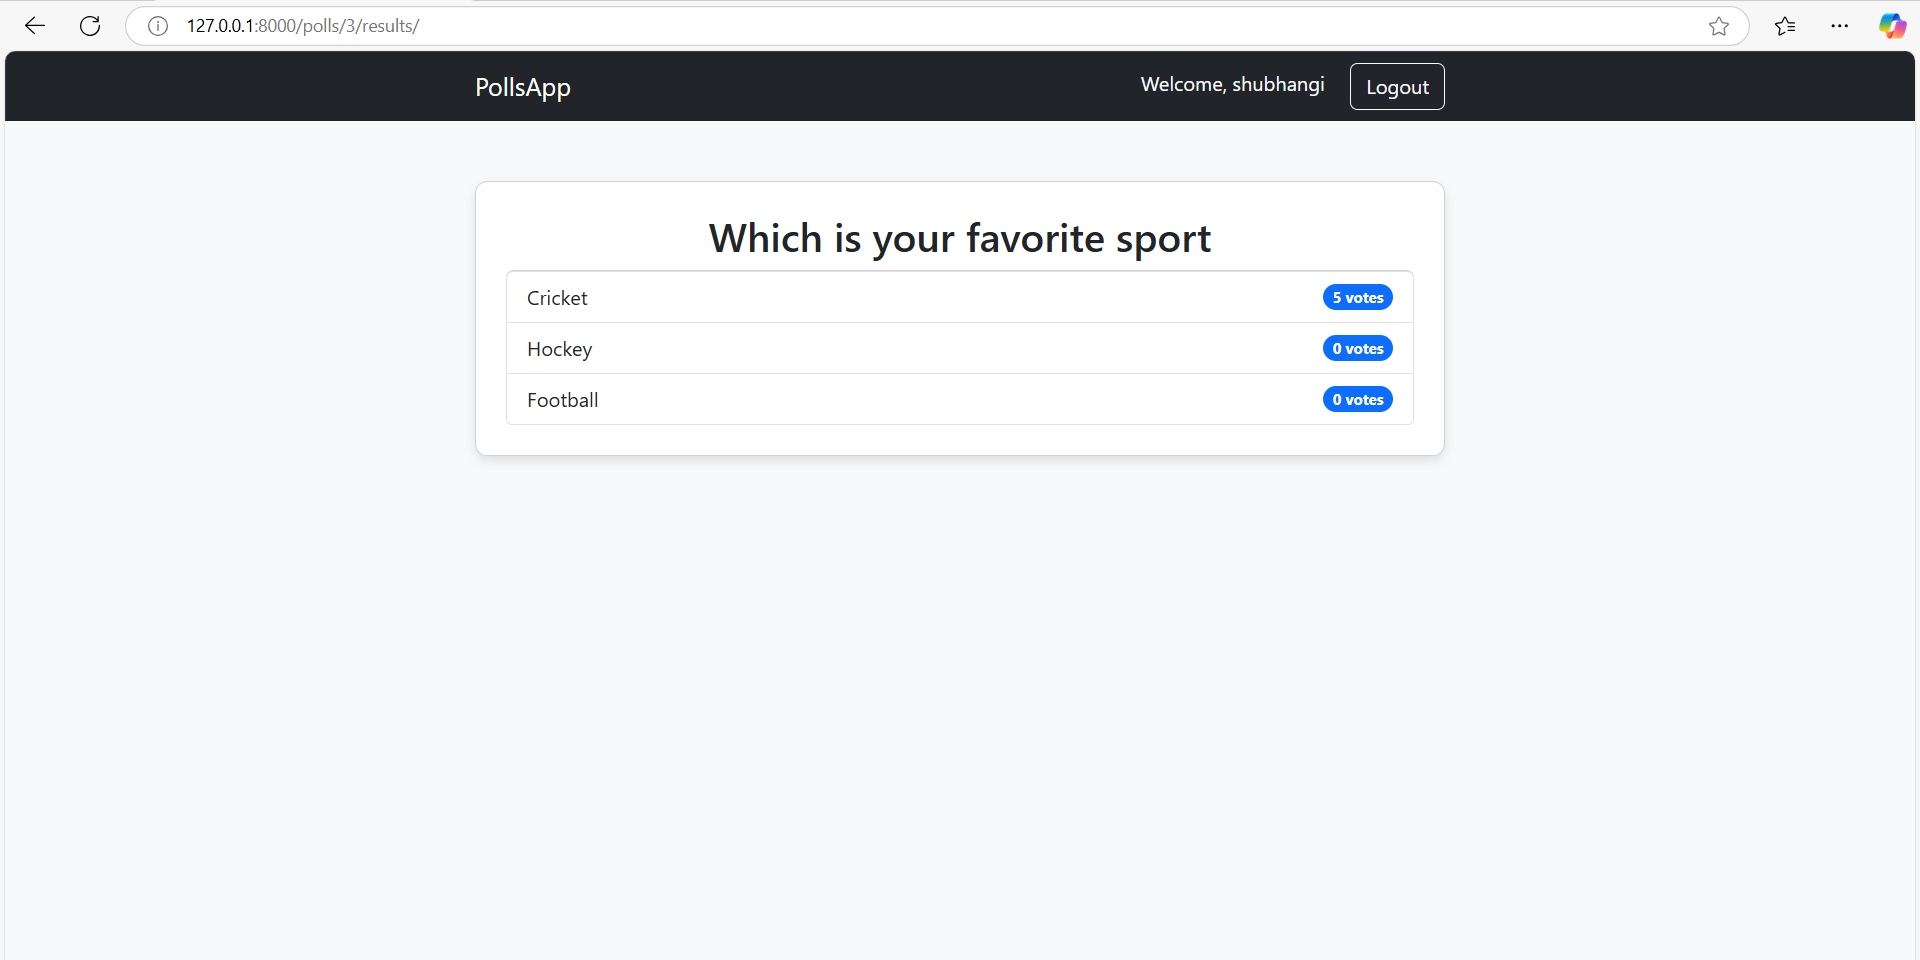 127.0.0.1:8000/polls/3/results/
PollsApp
Welcome, shubhangi
Logout
Which is your favorite sport
Cricket
5 votes
Hockey
0 votes
Football
0 votes